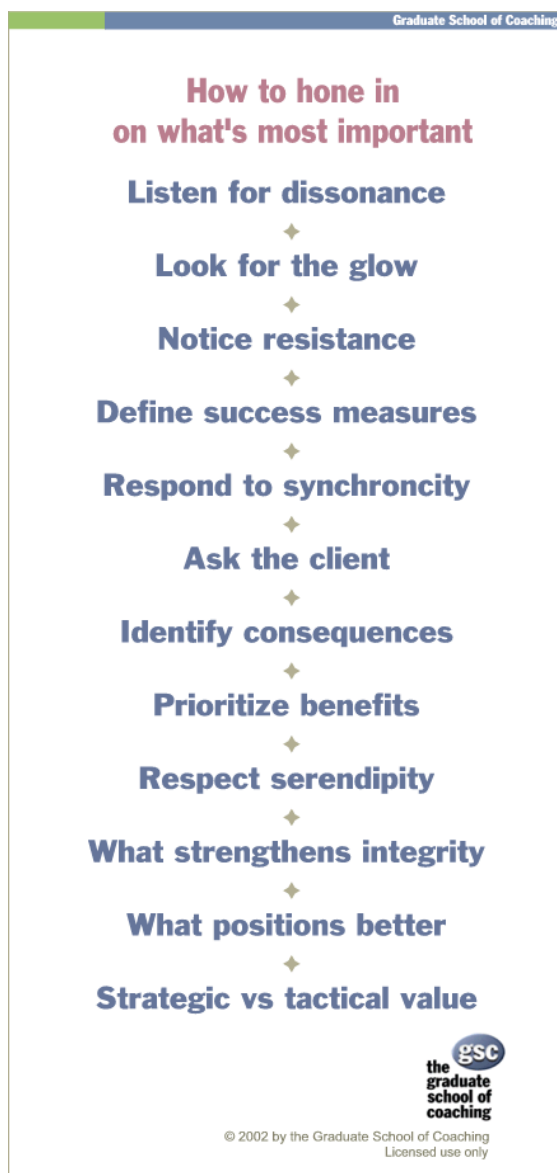 Graduate School of Coaching
How to hone in
on what's most important
Listen for dissonance
Look for the glow
Notice resistance
Define success measures
Respond to synchroncity
Ask the client
Identify consequences
Prioritize benefits
Respect serendipity
What strengthens integrity
What positions better
Strategic vs tactical value
gsc
the
graduate
school of
coaching
© 2002 by the Graduate School of Coaching
Licensed use only